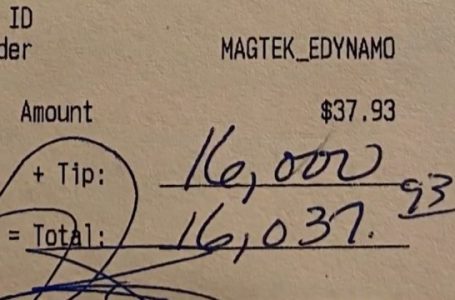 ID
der MAGTEK_EDYNAMO
Amount $37.93
+ Tip: 16,000
= Total: 16,037.93